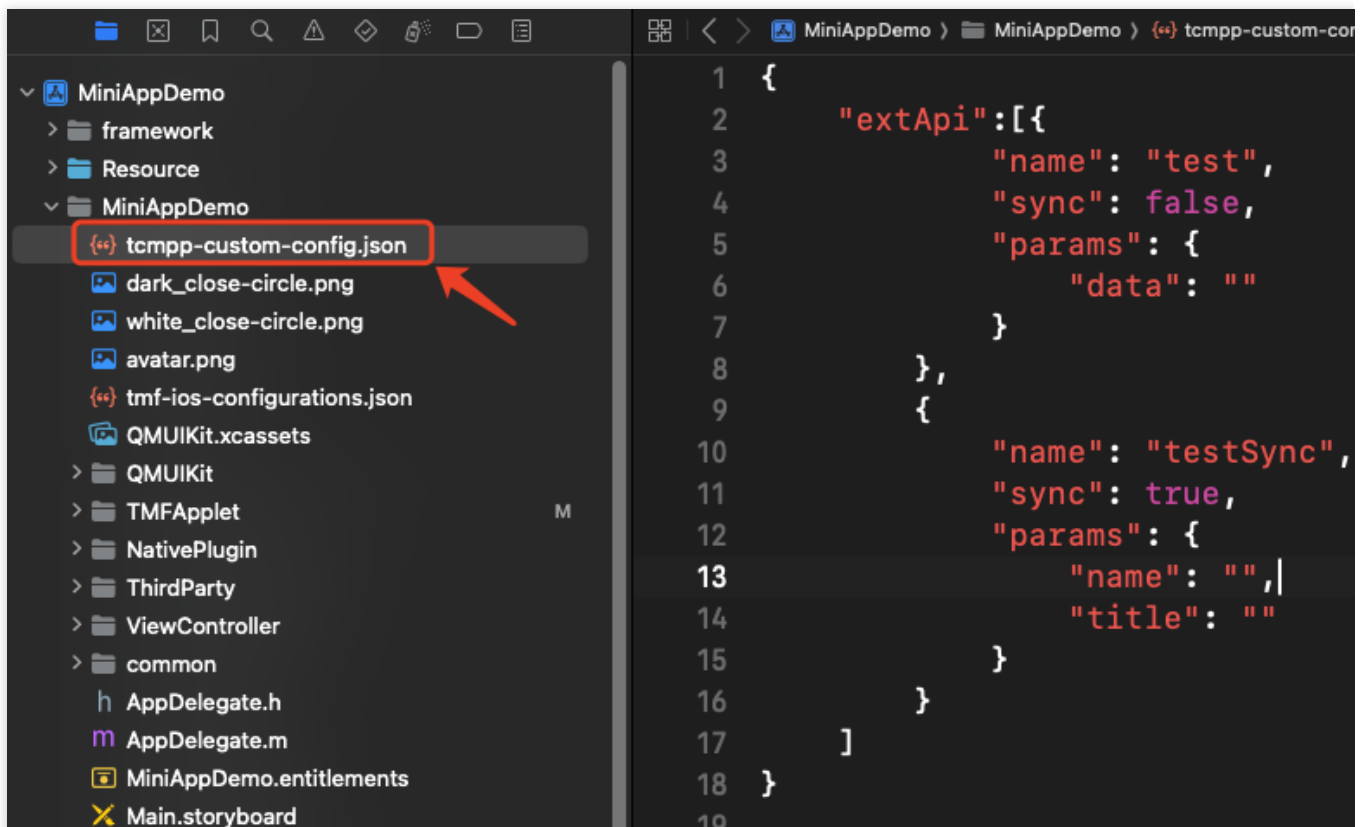 MiniAppDemo 〉 MiniAppDemo 〉 tcmpp-custom-cor
MiniAppDemo
framework
Resource
MiniAppDemo
tcmpp-custom-config.json
dark_close-circle.png
white_close-circle.png
avatar.png
tmf-ios-configurations.json
QMUIKit.xcassets
QMUIKit
TMFApplet M
NativePlugin
ThirdParty
ViewController
common
h AppDelegate.h
m AppDelegate.m
MiniAppDemo.entitlements
Main.storyboard
1 {
2 "extApi":[{
3 "name": "test",
4 "sync": false,
5 "params": {
6 "data": ""
7 }
8 },
9 {
10 "name": "testSync",
11 "sync": true,
12 "params": {
13 "name": "",
14 "title": ""
15 }
16 }
17 ]
18 }
19